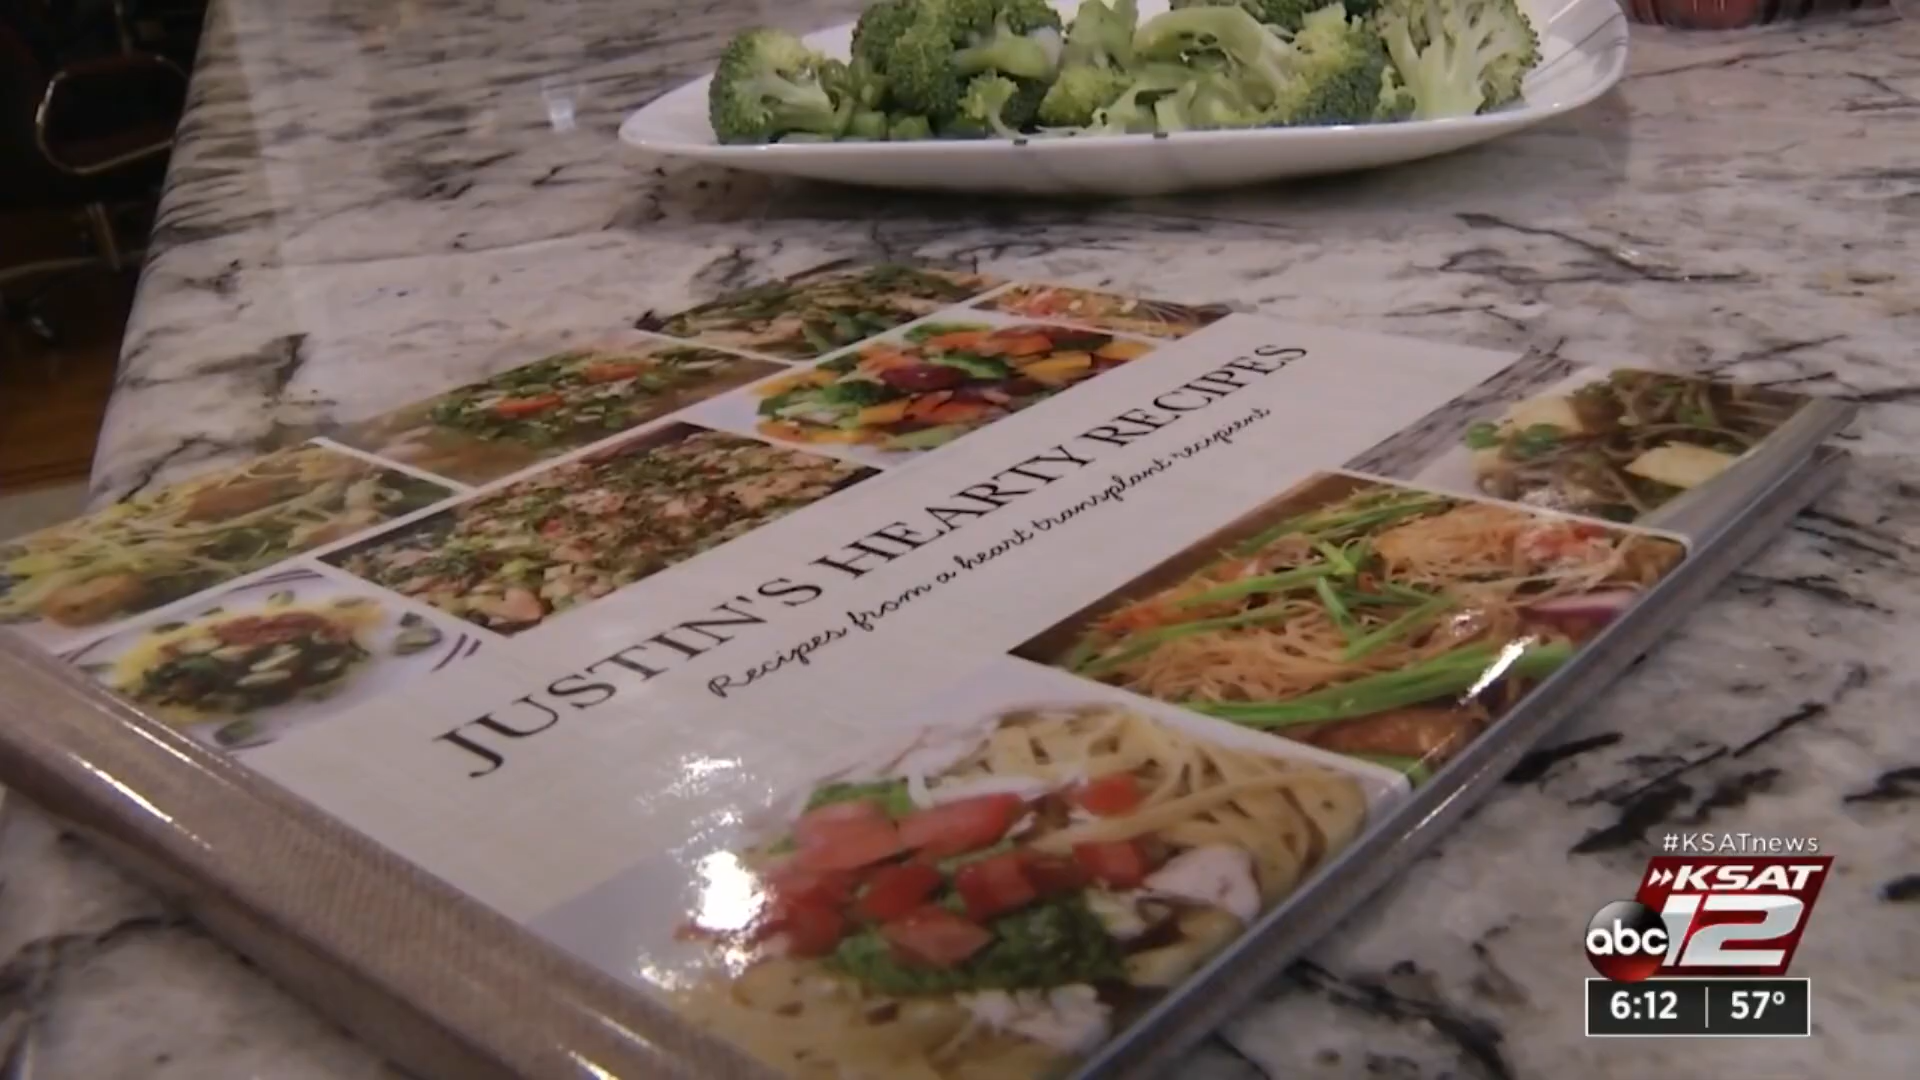 JUSTIN'S HEARTY RECIPES
Recipes from a heart transplant recipient
#KSATnews
KSAT
abc 12
6:12 57°